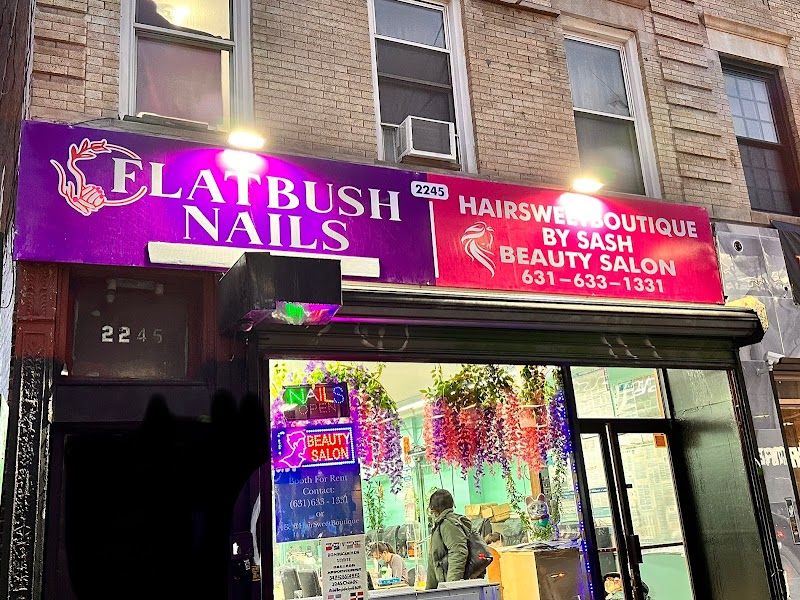 FLATBUSH
NAILS
2245
HAIRSWEETBOUTIQUE
BY SASH
BEAUTY SALON
631-633-1331
2245
NAILS
OPEN
BEAUTY
SALON
Booth For Rent
Contact:
(631) 633 - 1331
or